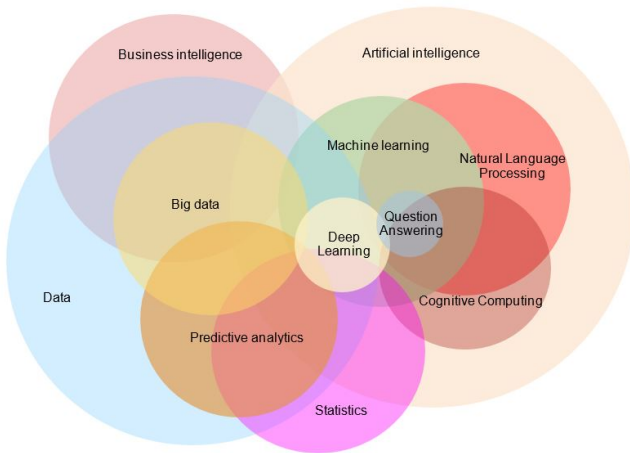 Business intelligence
Artificial intelligence
Machine learning
Natural Language
Processing
Big data
Question
Answering
Deep
Learning
Data
Cognitive Computing
Predictive analytics
Statistics